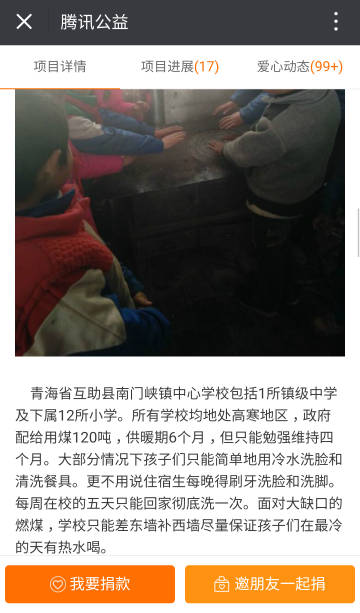 腾讯公益
项目详情 项目进展(17) 爱心动态(99+)
青海省互助县南门峡镇中心学校包括1所镇级中学
及下属12所小学。所有学校均地处高寒地区，政府
配给用煤120吨，供暖期6个月，但只能勉强维持四
个月。大部分情况下孩子们只能简单地用冷水洗脸和
清洗餐具。更不用说住宿生每晚得刷牙洗脸和洗脚。
每周在校的五天只能回家彻底洗一次。面对大缺口的
燃煤，学校只能差东墙补西墙尽量保证孩子们在最冷
的天有热水喝。
我要捐款 邀朋友一起捐